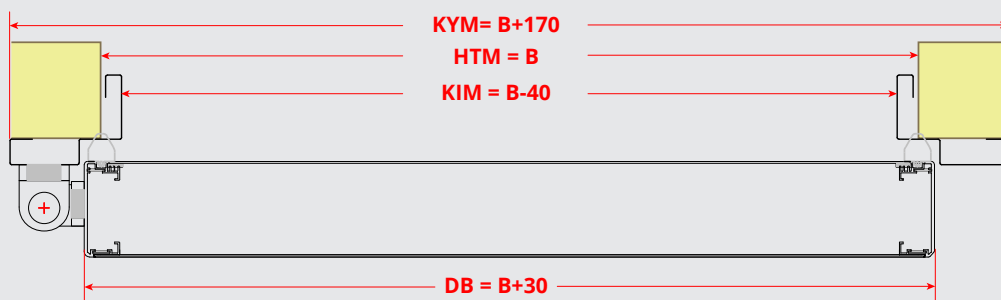 KYM= B+170
HTM = B
KIM = B-40
DB = B+30